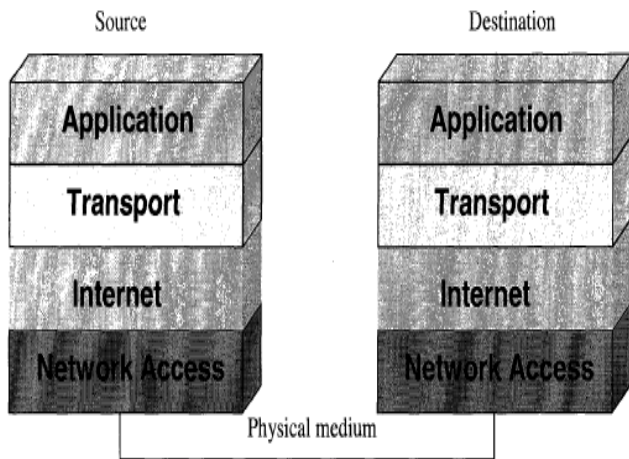 Source
Destination
Application
Application
Transport
Transport
Internet
Internet
Network Access
Network Access
Physical medium